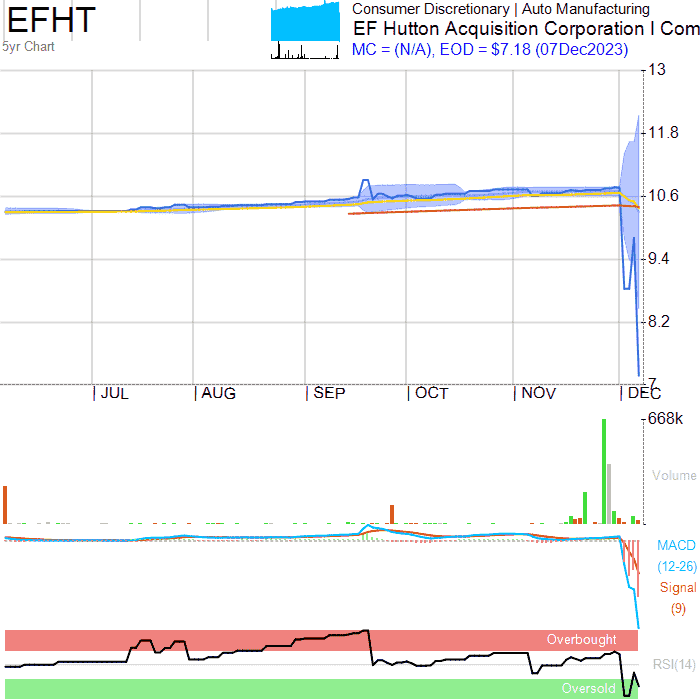 EFHT
5yr Chart
Consumer Discretionary | Auto Manufacturing
EF Hutton Acquisition Corporation I Com
MC = (N/A), EOD = $7.18 (07Dec2023)
13
11.8
10.6
9.4
8.2
7
JUL AUG SEP OCT NOV DEC
668k
Volume
MACD
(12-26)
Signal
(9)
Overbought
RSI(14)
Oversold